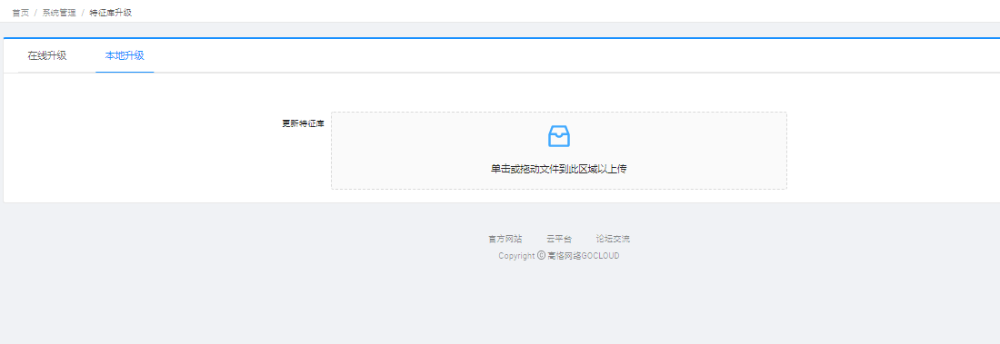 首页 / 系统管理 / 特征库升级
在线升级 本地升级
更新特征库
单击或拖动文件到此区域以上传
官方网站 云平台 论坛交流
Copyright © 高恪网络GOCLOUD